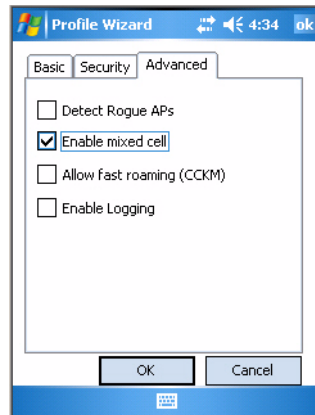 Profile Wizard 4:34 ok
Basic Security Advanced
Detect Rogue APs
Enable mixed cell
Allow fast roaming (CCKM)
Enable Logging
OK Cancel